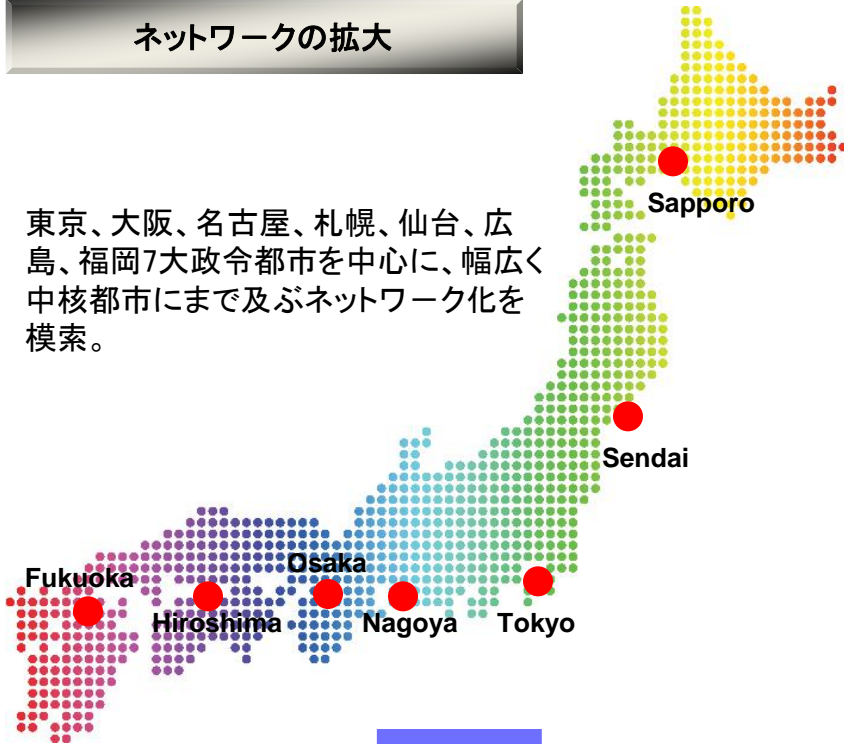 ネットワークの拡大
東京、大阪、名古屋、札幌、仙台、広
島、福岡7大政令都市を中心に、幅広く
中核都市にまで及ぶネットワーク化を
模索。
Sapporo
Sendai
Osaka
Fukuoka
Hiroshima
Nagoya
Tokyo